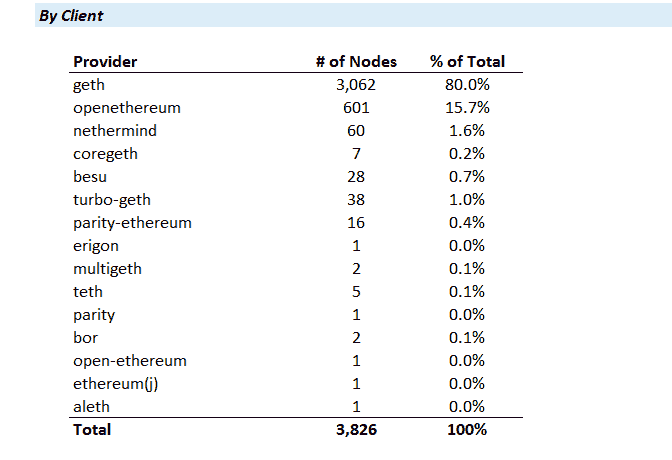 By Client
Provider # of Nodes % of Total
geth 3,062 80.0%
openethereum 601 15.7%
nethermind 60 1.6%
coregeth 7 0.2%
besu 28 0.7%
turbo-geth 38 1.0%
parity-ethereum 16 0.4%
erigon 1 0.0%
multigeth 2 0.1%
teth 5 0.1%
parity 1 0.0%
bor 2 0.1%
open-ethereum 1 0.0%
ethereum(j) 1 0.0%
aleth 1 0.0%
Total 3,826 100%